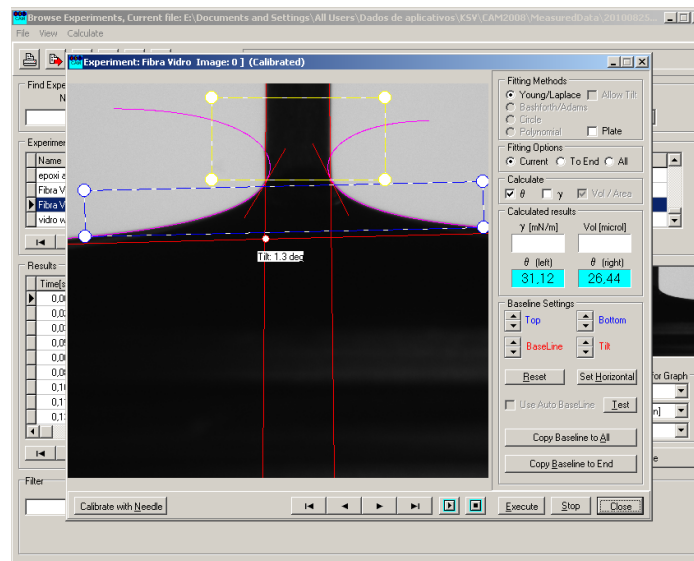 Browse Experiments, Current file: E:\Documents and Settings\All Users\Dados de aplicativos\KSV\CAM2008\MeasuredData\20100825...
File View Calculate
Experiment: Fibra Vidro Image: 0 ] (Calibrated)
Find Expe
N
Experimen
Name
epoxi a
Fibra V
Fibra V
vidro w
Results
Time[s
0,00
0,02
0,03
0,05
0,06
0,08
0,10
0,11
0,13
Filter
Tilt: 1.3 deg
Fitting Methods
Young/Laplace Allow Tilt
Bashforth/Adams
Circle
Polynomial Plate
Fitting Options
Current To End All
Calculate
θ γ Vol / Area
Calculated results
γ [mN/m] Vol [microl]
θ (left) θ (right)
31,12 26,44
Baseline Settings
Top Bottom
BaseLine Tilt
Reset Set Horizontal
Use Auto BaseLine Test
Copy Baseline to All
Copy Baseline to End
for Graph
n]
e
Calibrate with Needle
Execute Stop Close